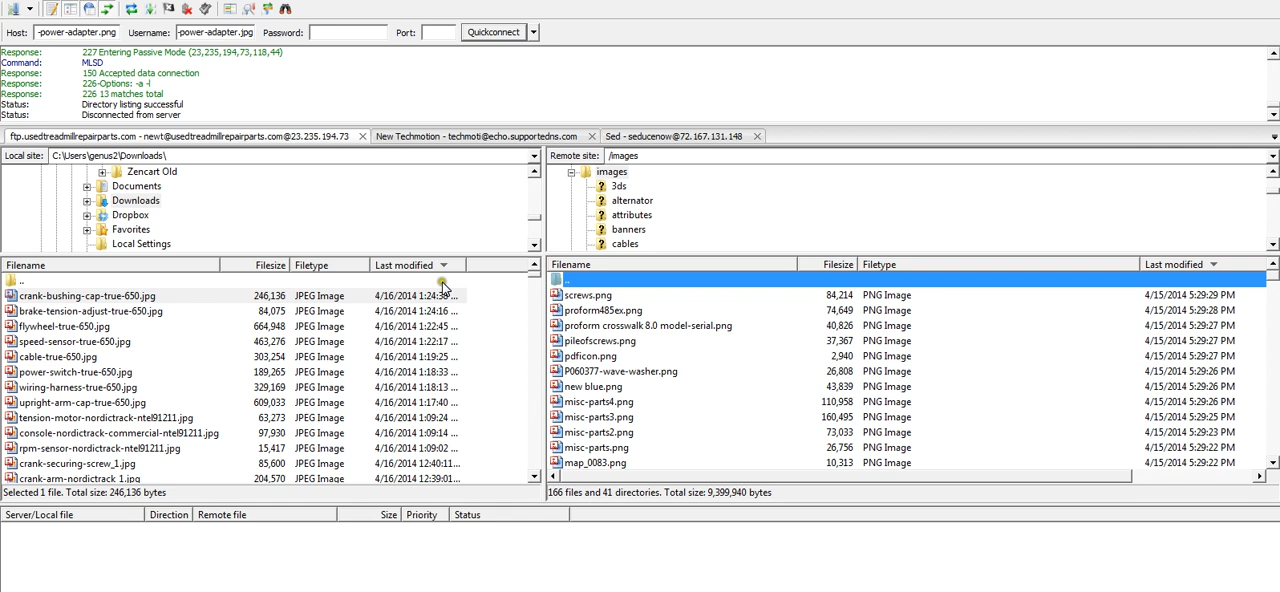 Host: -power-adapter.png Username: -power-adapter.jpg Password: Port: Quickconnect
Response: 227 Entering Passive Mode (23,235,194,73,118,44)
Command: MLSD
Response: 150 Accepted data connection
Response: 226-Options: -a -l
Response: 226 13 matches total
Status: Directory listing successful
Status: Disconnected from server
ftp.usedtreadmillrepairparts.com - newt@usedtreadmillrepairparts.com@23.235.194.73 New Techmotion - techmoti@echo.supportedns.com Sed - seducenow@72.167.131.148
Local site: C:\Users\genus2\Downloads\
Zencart Old
Documents
Downloads
Dropbox
Favorites
Local Settings
Remote site: /images
images
3ds
alternator
attributes
banners
cables
Filename Filesize Filetype Last modified
..
crank-bushing-cap-true-650.jpg 246,136 JPEG Image 4/16/2014 1:24:38 ...
brake-tension-adjust-true-650.jpg 84,075 JPEG Image 4/16/2014 1:24:16 ...
flywheel-true-650.jpg 664,949 JPEG Image 4/16/2014 1:22:45 ...
speed-sensor-true-650.jpg 463,270 JPEG Image 4/16/2014 1:22:17 ...
cable-true-650.jpg 303,254 JPEG Image 4/16/2014 1:19:25 ...
power-switch-true-650.jpg 189,265 JPEG Image 4/16/2014 1:18:33 ...
wiring-harness-true-650.jpg 329,169 JPEG Image 4/16/2014 1:18:13 ...
upright-arm-cap-true-650.jpg 609,033 JPEG Image 4/16/2014 1:17:40 ...
tension-motor-nordictrack-ntel91211.jpg 63,273 JPEG Image 4/16/2014 1:09:24 ...
console-nordictrack-commercial-ntel91211.jpg 97,930 JPEG Image 4/16/2014 1:09:14 ...
rpm-sensor-nordictrack-ntel91211.jpg 15,417 JPEG Image 4/16/2014 1:09:02 ...
crank-securing-screw_1.jpg 85,600 JPEG Image 4/16/2014 12:40:11...
crank-arm-nordictrack_1.jpg 204,570 JPEG Image 4/16/2014 12:39:01...
Selected 1 file. Total size: 246,136 bytes
Filename Filesize Filetype Last modified
..
screws.png 84,214 PNG Image 4/15/2014 5:29:29 PM
proform485ex.png 74,649 PNG Image 4/15/2014 5:29:28 PM
proform crosswalk 8.0 model-serial.png 40,826 PNG Image 4/15/2014 5:29:27 PM
pileofscrews.png 37,367 PNG Image 4/15/2014 5:29:27 PM
pdficon.png 2,940 PNG Image 4/15/2014 5:29:27 PM
P060377-wave-washer.png 26,808 PNG Image 4/15/2014 5:29:26 PM
new blue.png 43,839 PNG Image 4/15/2014 5:29:26 PM
misc-parts4.png 110,958 PNG Image 4/15/2014 5:29:26 PM
misc-parts3.png 160,495 PNG Image 4/15/2014 5:29:25 PM
misc-parts2.png 73,033 PNG Image 4/15/2014 5:29:23 PM
misc-parts.png 26,756 PNG Image 4/15/2014 5:29:22 PM
map_0083.png 10,313 PNG Image 4/15/2014 5:29:22 PM
166 files and 41 directories. Total size: 9,399,940 bytes
Server/Local file Direction Remote file Size Priority Status